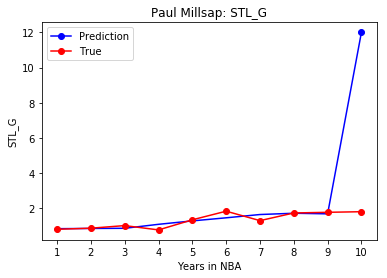 Paul Millsap: STL_G
Prediction
True
12
10
8
6
4
2
STL_G
1 2 3 4 5 6 7 8 9 10
Years in NBA